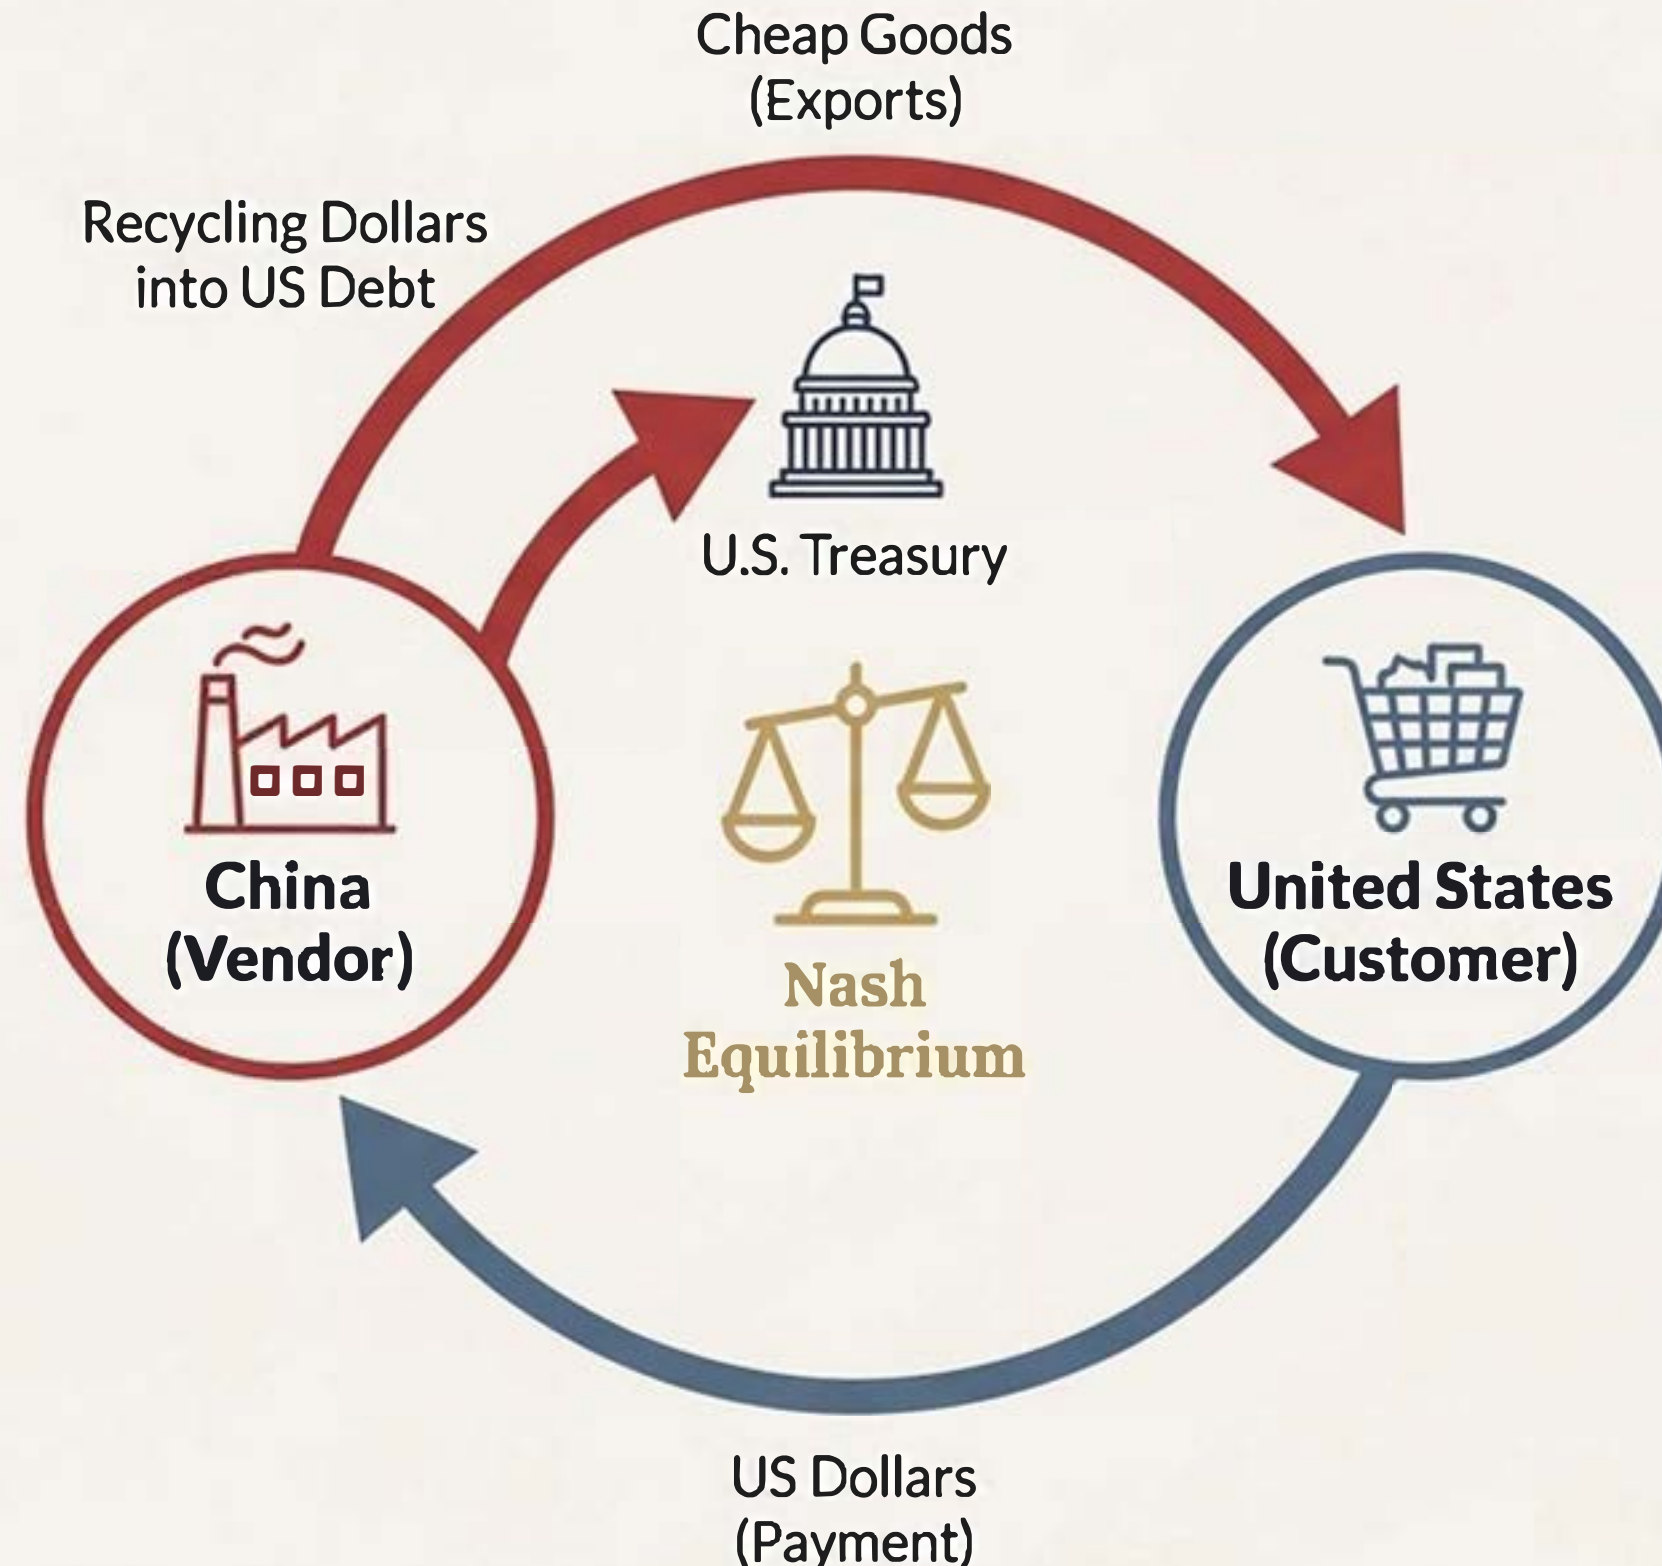 Cheap Goods
(Exports)
Recycling Dollars
into US Debt
U.S. Treasury
China
(Vendor)
Nash
Equilibrium
United States
(Customer)
US Dollars
(Payment)